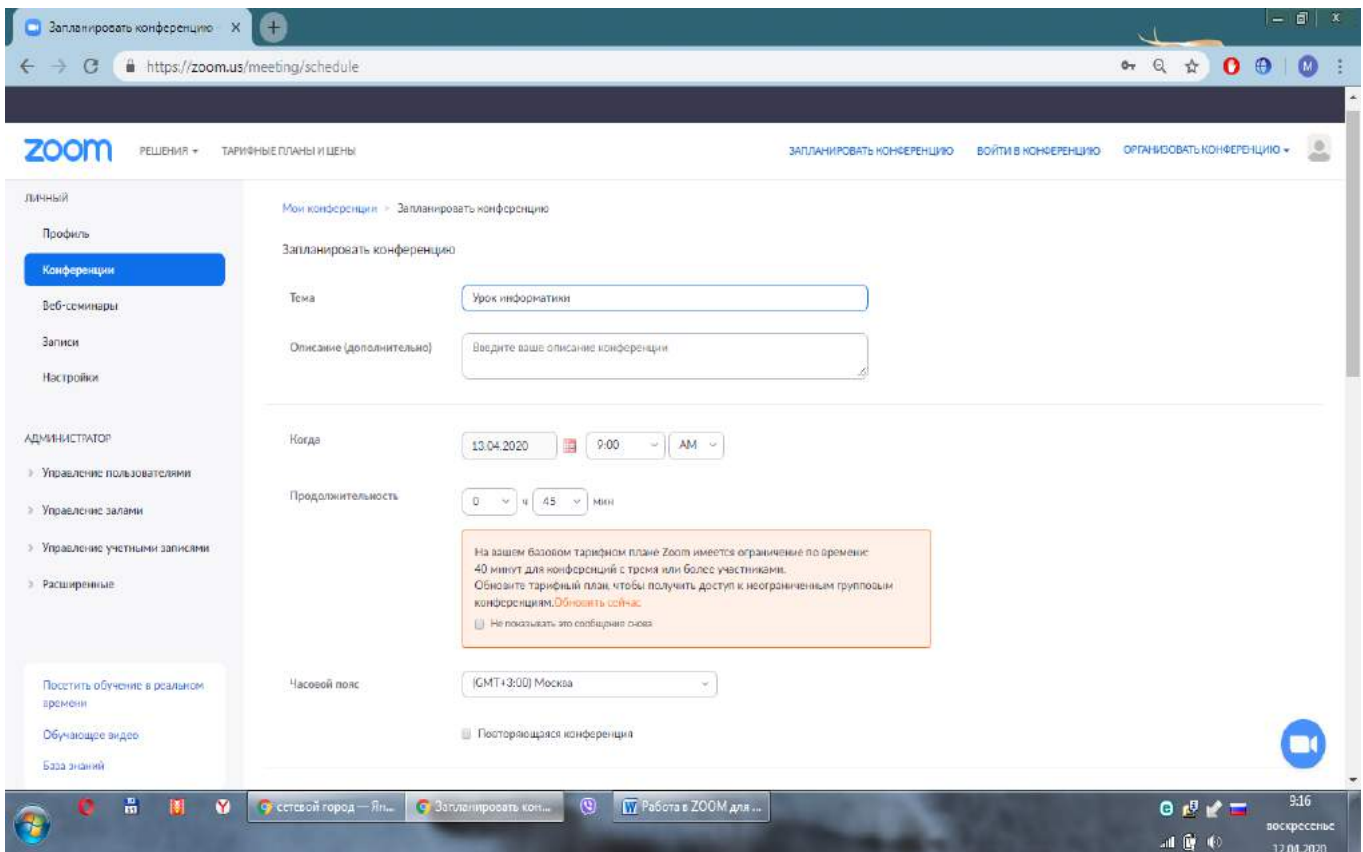 Запланировать конференцию
https://zoom.us/meeting/schedule
M
zoom
РЕШЕНИЯ
ТАРИФНЫЕ ПЛАНЫ И ЦЕНЫ
ЗАПЛАНИРОВАТЬ КОНФЕРЕНЦИЮ
ВОЙТИ В КОНФЕРЕНЦИЮ
ОРГАНИЗОВАТЬ КОНФЕРЕНЦИЮ
ЛИЧНЫЙ
Профиль
Конференции
Веб-семинары
Записи
Настройки
АДМИНИСТРАТОР
Управление пользователями
Управление залами
Управление учетными записями
Расширенные
Посетить обучение в реальном
времени
Обучающее видео
База знаний
Мои конференции > Запланировать конференцию
Запланировать конференцию
Тема
Урок информатики
Описание (дополнительно)
Введите ваше описание конференции
Когда
13.04.2020
9:00
AM
Продолжительность
0 ч 45 мин
На вашем базовом тарифном плане Zoom имеется ограничение по времени:
40 минут для конференций с тремя или более участниками.
Обновите тарифный план, чтобы получить доступ к неограниченным групповым
конференциям.Обновить сейчас
Не показывать это сообщение снова
Часовой пояс
(GMT+3:00) Москва
Повторяющаяся конференция
сетевой город — Ян...
Запланировать кон...
Работа в ZOOM для ...
9:16
воскресенье
12.04.2020